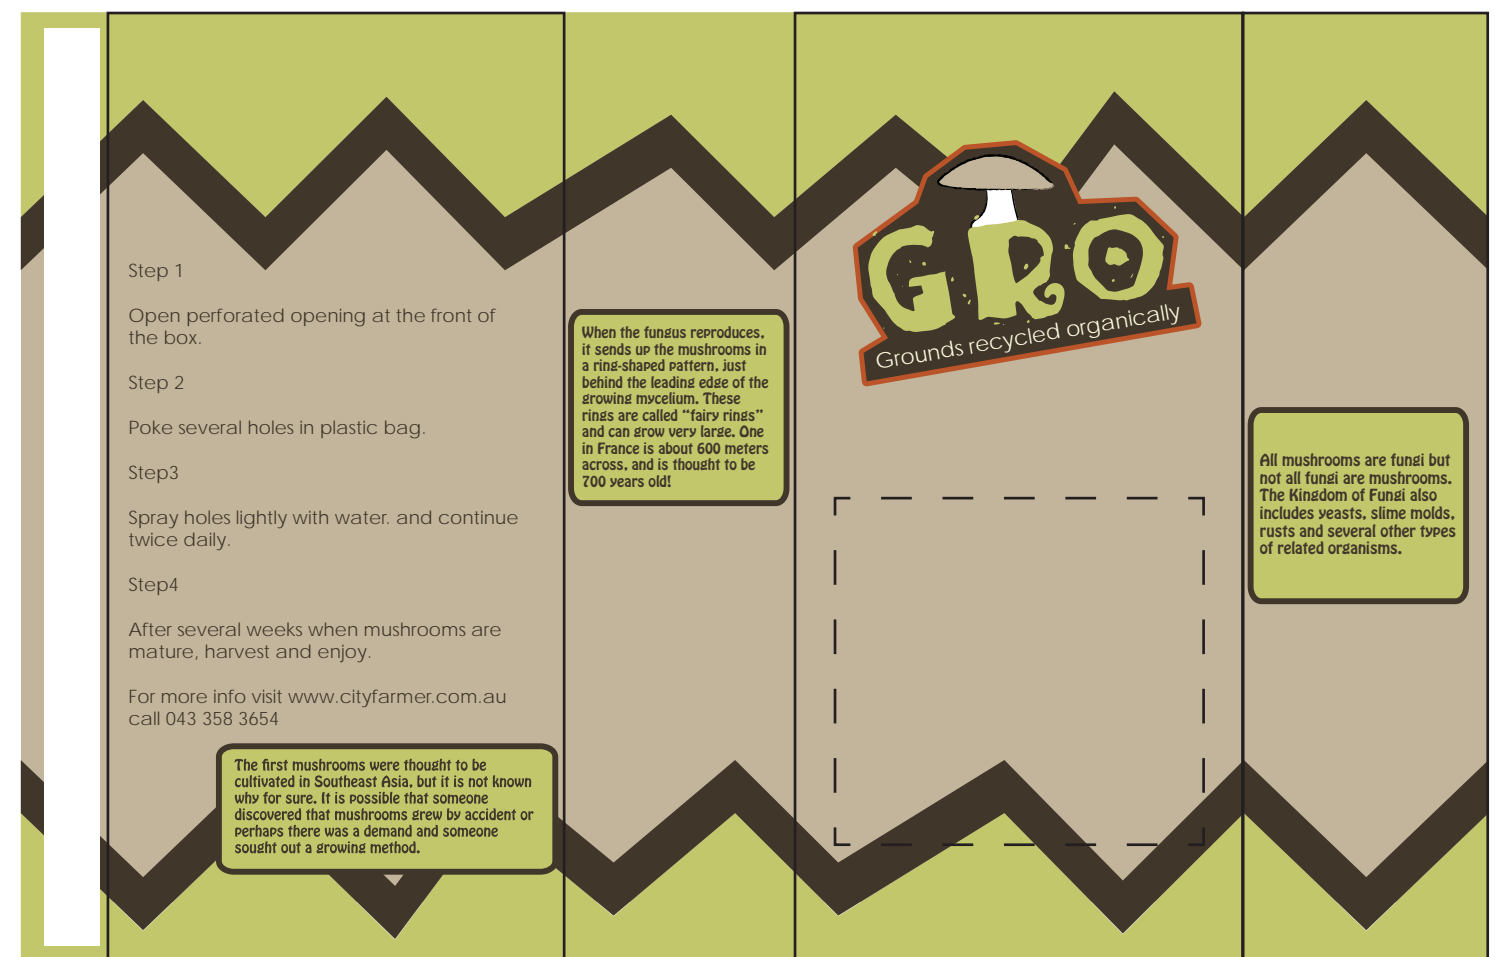 Step 1
Open perforated opening at the front of
the box.
Step 2
Poke several holes in plastic bag.
Step3
Spray holes lightly with water. and continue
twice daily.
Step4
After several weeks when mushrooms are
mature, harvest and enjoy.
For more info visit www.cityfarmer.com.au
call 043 358 3654
The first mushrooms were thought to be
cultivated in Southeast Asia, but it is not known
why for sure. It is possible that someone
discovered that mushrooms grew by accident or
perhaps there was a demand and someone
sought out a growing method.
When the fungus reproduces,
it sends up the mushrooms in
a ring-shaped pattern, just
behind the leading edge of the
growing mycelium. These
rings are called “fairy rings”
and can grow very large. One
in France is about 600 meters
across, and is thought to be
700 years old!
GRO
Grounds recycled organically
All mushrooms are fungi but
not all fungi are mushrooms.
The Kingdom of Fungi also
includes yeasts, slime molds,
rusts and several other types
of related organisms.